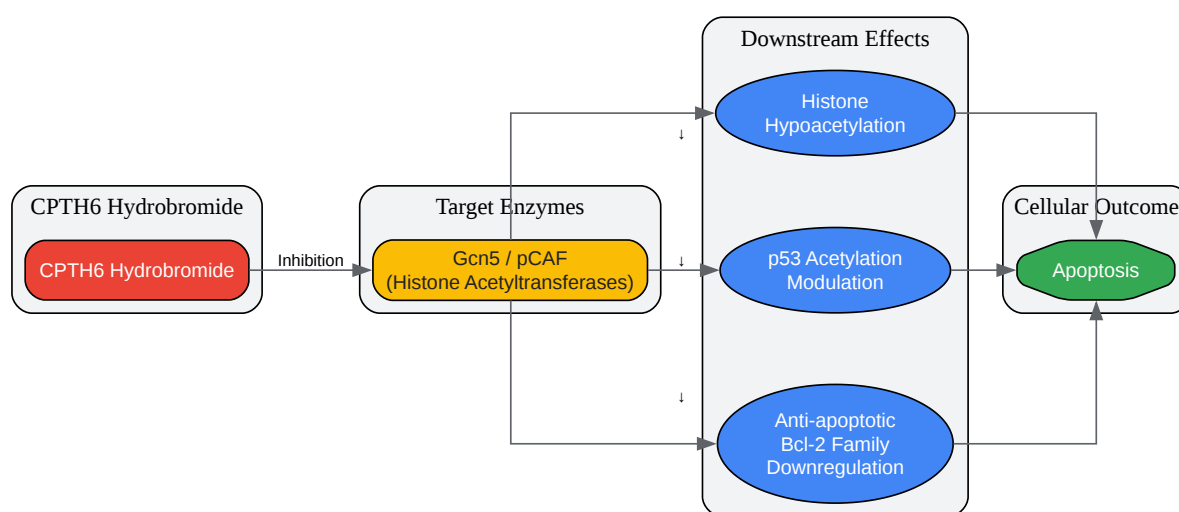 CPTH6 Hydrobromide
CPTH6 Hydrobromide
Inhibition
Target Enzymes
Gcn5 / pCAF
(Histone Acetyltransferases)
↓
↓
↓
Downstream Effects
Histone
Hypoacetylation
p53 Acetylation
Modulation
Anti-apoptotic
Bcl-2 Family
Downregulation
Cellular Outcome
Apoptosis